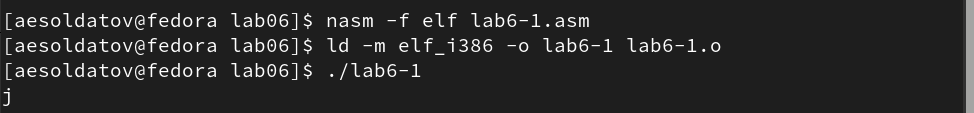 [aesoldatov@fedora lab06]$ nasm -f elf lab6-1.asm
[aesoldatov@fedora lab06]$ ld -m elf_i386 -o lab6-1 lab6-1.o
[aesoldatov@fedora lab06]$ ./lab6-1
j